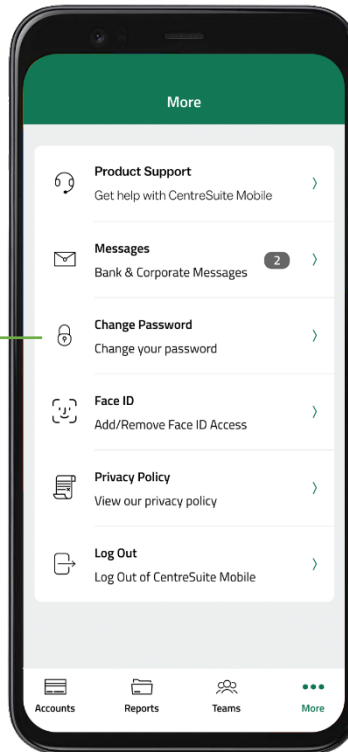 More
Product Support
Get help with CentreSuite Mobile
Messages
Bank & Corporate Messages
2
Change Password
Change your password
Face ID
Add/Remove Face ID Access
Privacy Policy
View our privacy policy
Log Out
Log Out of CentreSuite Mobile
Accounts
Reports
Teams
More